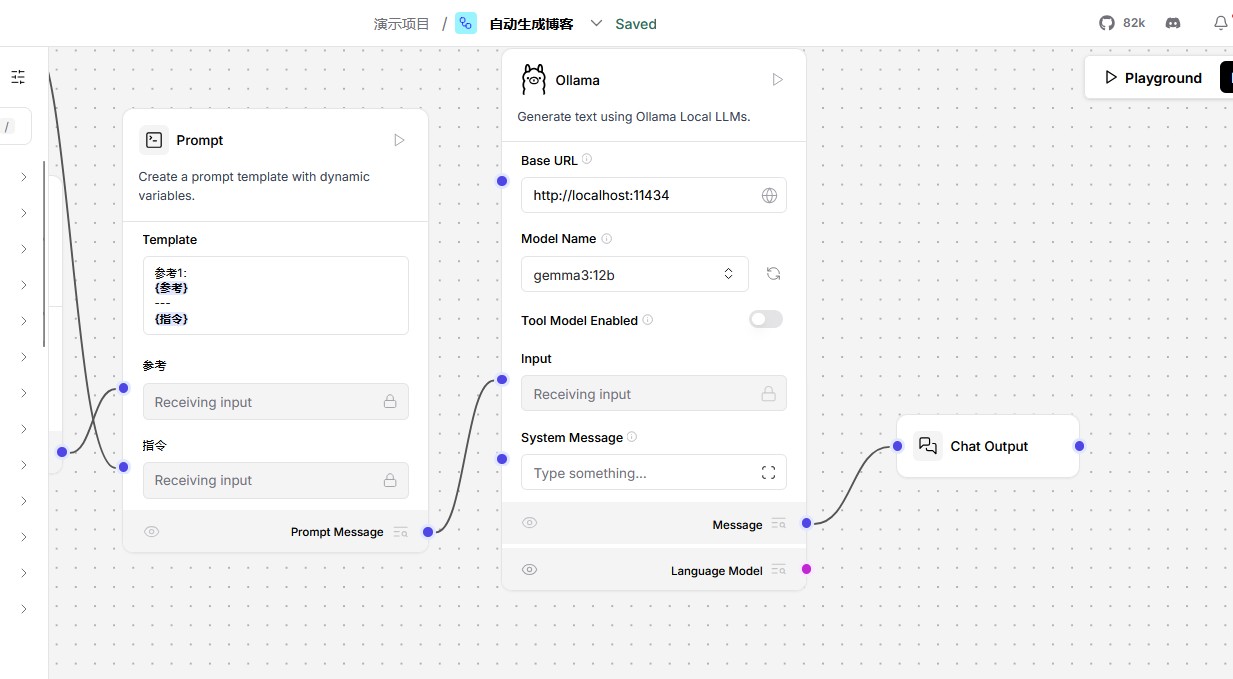 演示项目 / 自动生成博客 Saved
82k
/
Playground
Prompt
Create a prompt template with dynamic
variables.
Template
参考1:
{参考}
---
{指令}
参考
Receiving input
指令
Receiving input
Prompt Message
Ollama
Generate text using Ollama Local LLMs.
Base URL
http://localhost:11434
Model Name
gemma3:12b
Tool Model Enabled
Input
Receiving input
System Message
Type something...
Message
Language Model
Chat Output